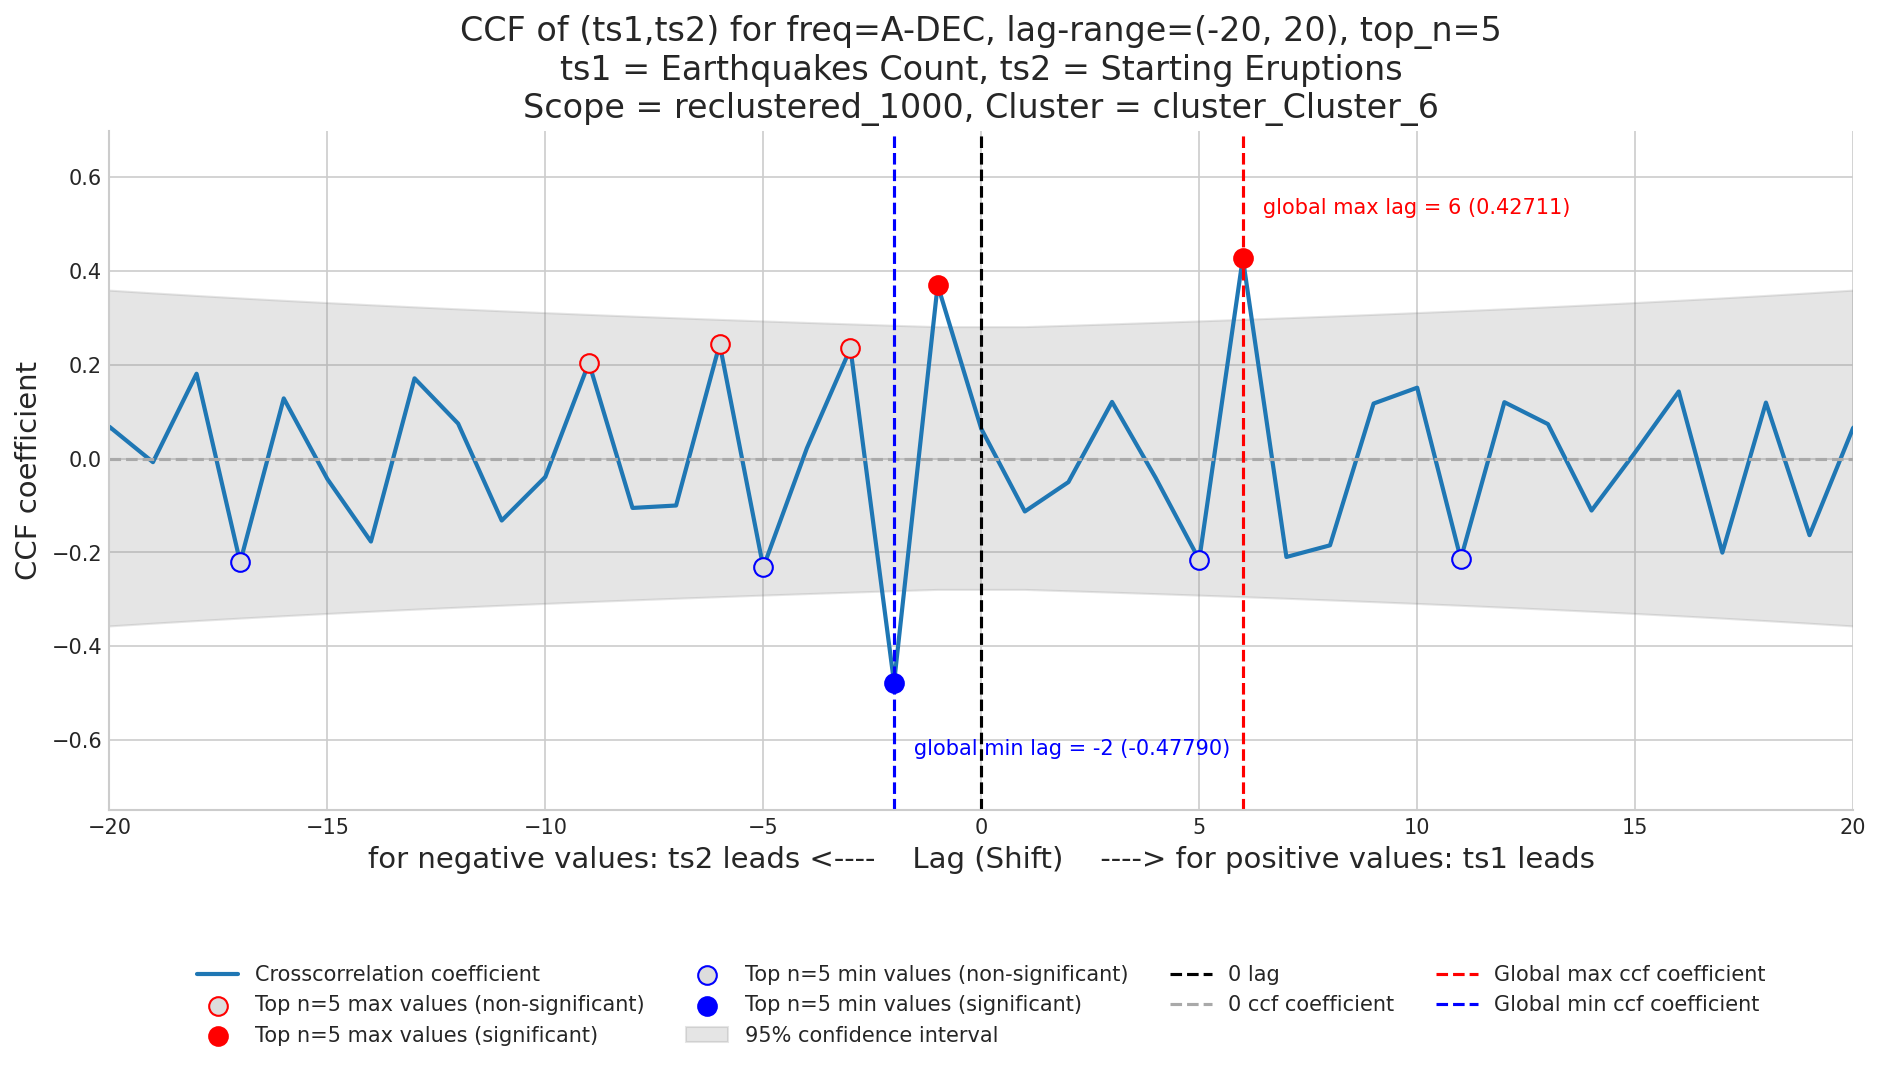 CCF of (ts1,ts2) for freq=A-DEC, lag-range=(-20, 20), top_n=5
ts1 = Earthquakes Count, ts2 = Starting Eruptions
Scope = reclustered_1000, Cluster = cluster_Cluster_6
0.6
0.4
0.2
0.0
−0.2
−0.4
−0.6
CCF coefficient
global max lag = 6 (0.42711)
global min lag = -2 (-0.47790)
−20 −15 −10 −5 0 5 10 15 20
for negative values: ts2 leads <---- Lag (Shift) ----> for positive values: ts1 leads
Crosscorrelation coefficient
Top n=5 max values (non-significant)
Top n=5 max values (significant)
Top n=5 min values (non-significant)
Top n=5 min values (significant)
95% confidence interval
0 lag
0 ccf coefficient
Global max ccf coefficient
Global min ccf coefficient